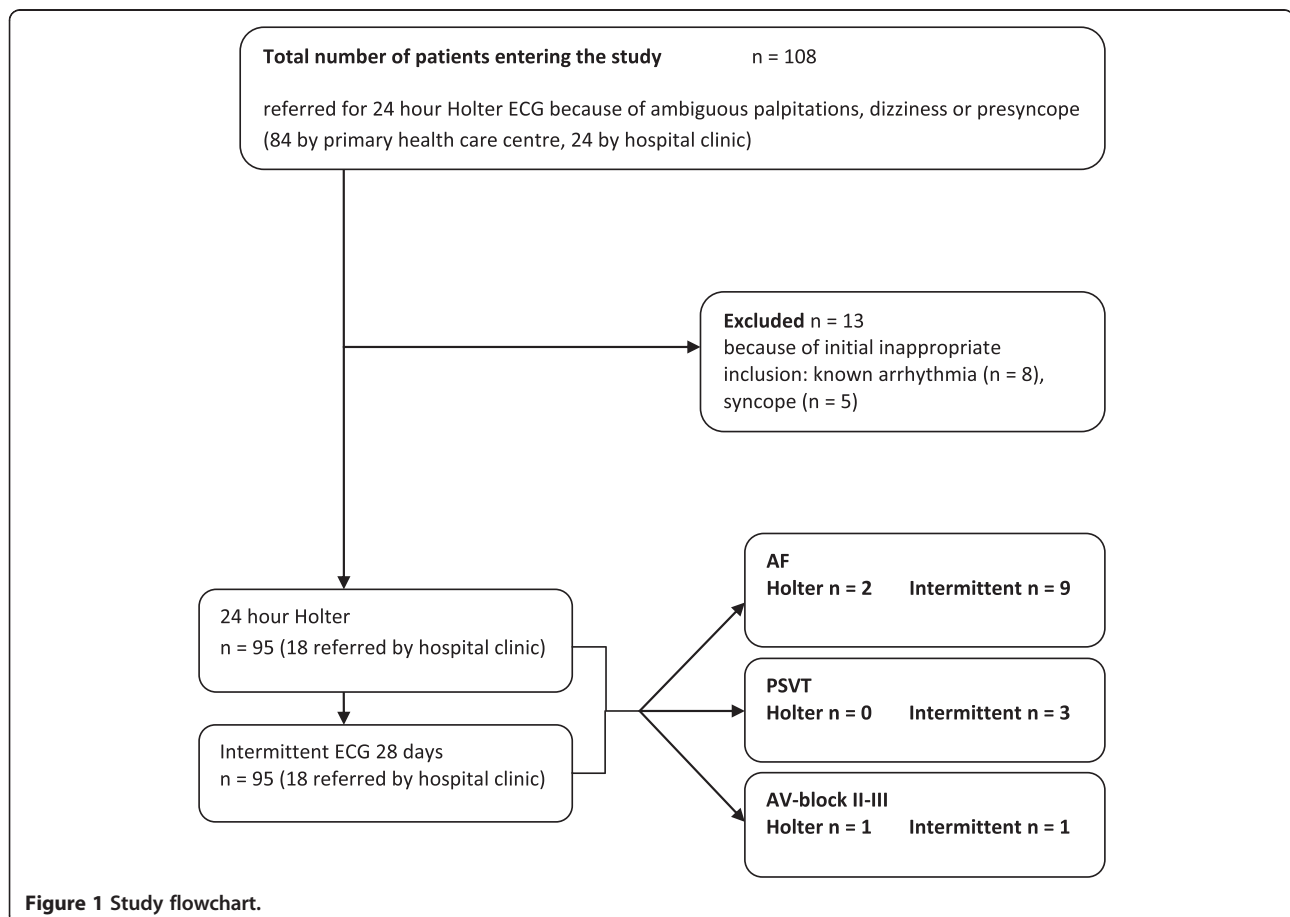 Total number of patients entering the study n = 108
referred for 24 hour Holter ECG because of ambiguous palpitations, dizziness or presyncope
(84 by primary health care centre, 24 by hospital clinic)
Excluded n = 13
because of initial inappropriate
inclusion: known arrhythmia (n = 8),
syncope (n = 5)
24 hour Holter
n = 95 (18 referred by hospital clinic)
Intermittent ECG 28 days
n = 95 (18 referred by hospital clinic)
AF
Holter n = 2 Intermittent n = 9
PSVT
Holter n = 0 Intermittent n = 3
AV-block II-III
Holter n = 1 Intermittent n = 1
Figure 1 Study flowchart.